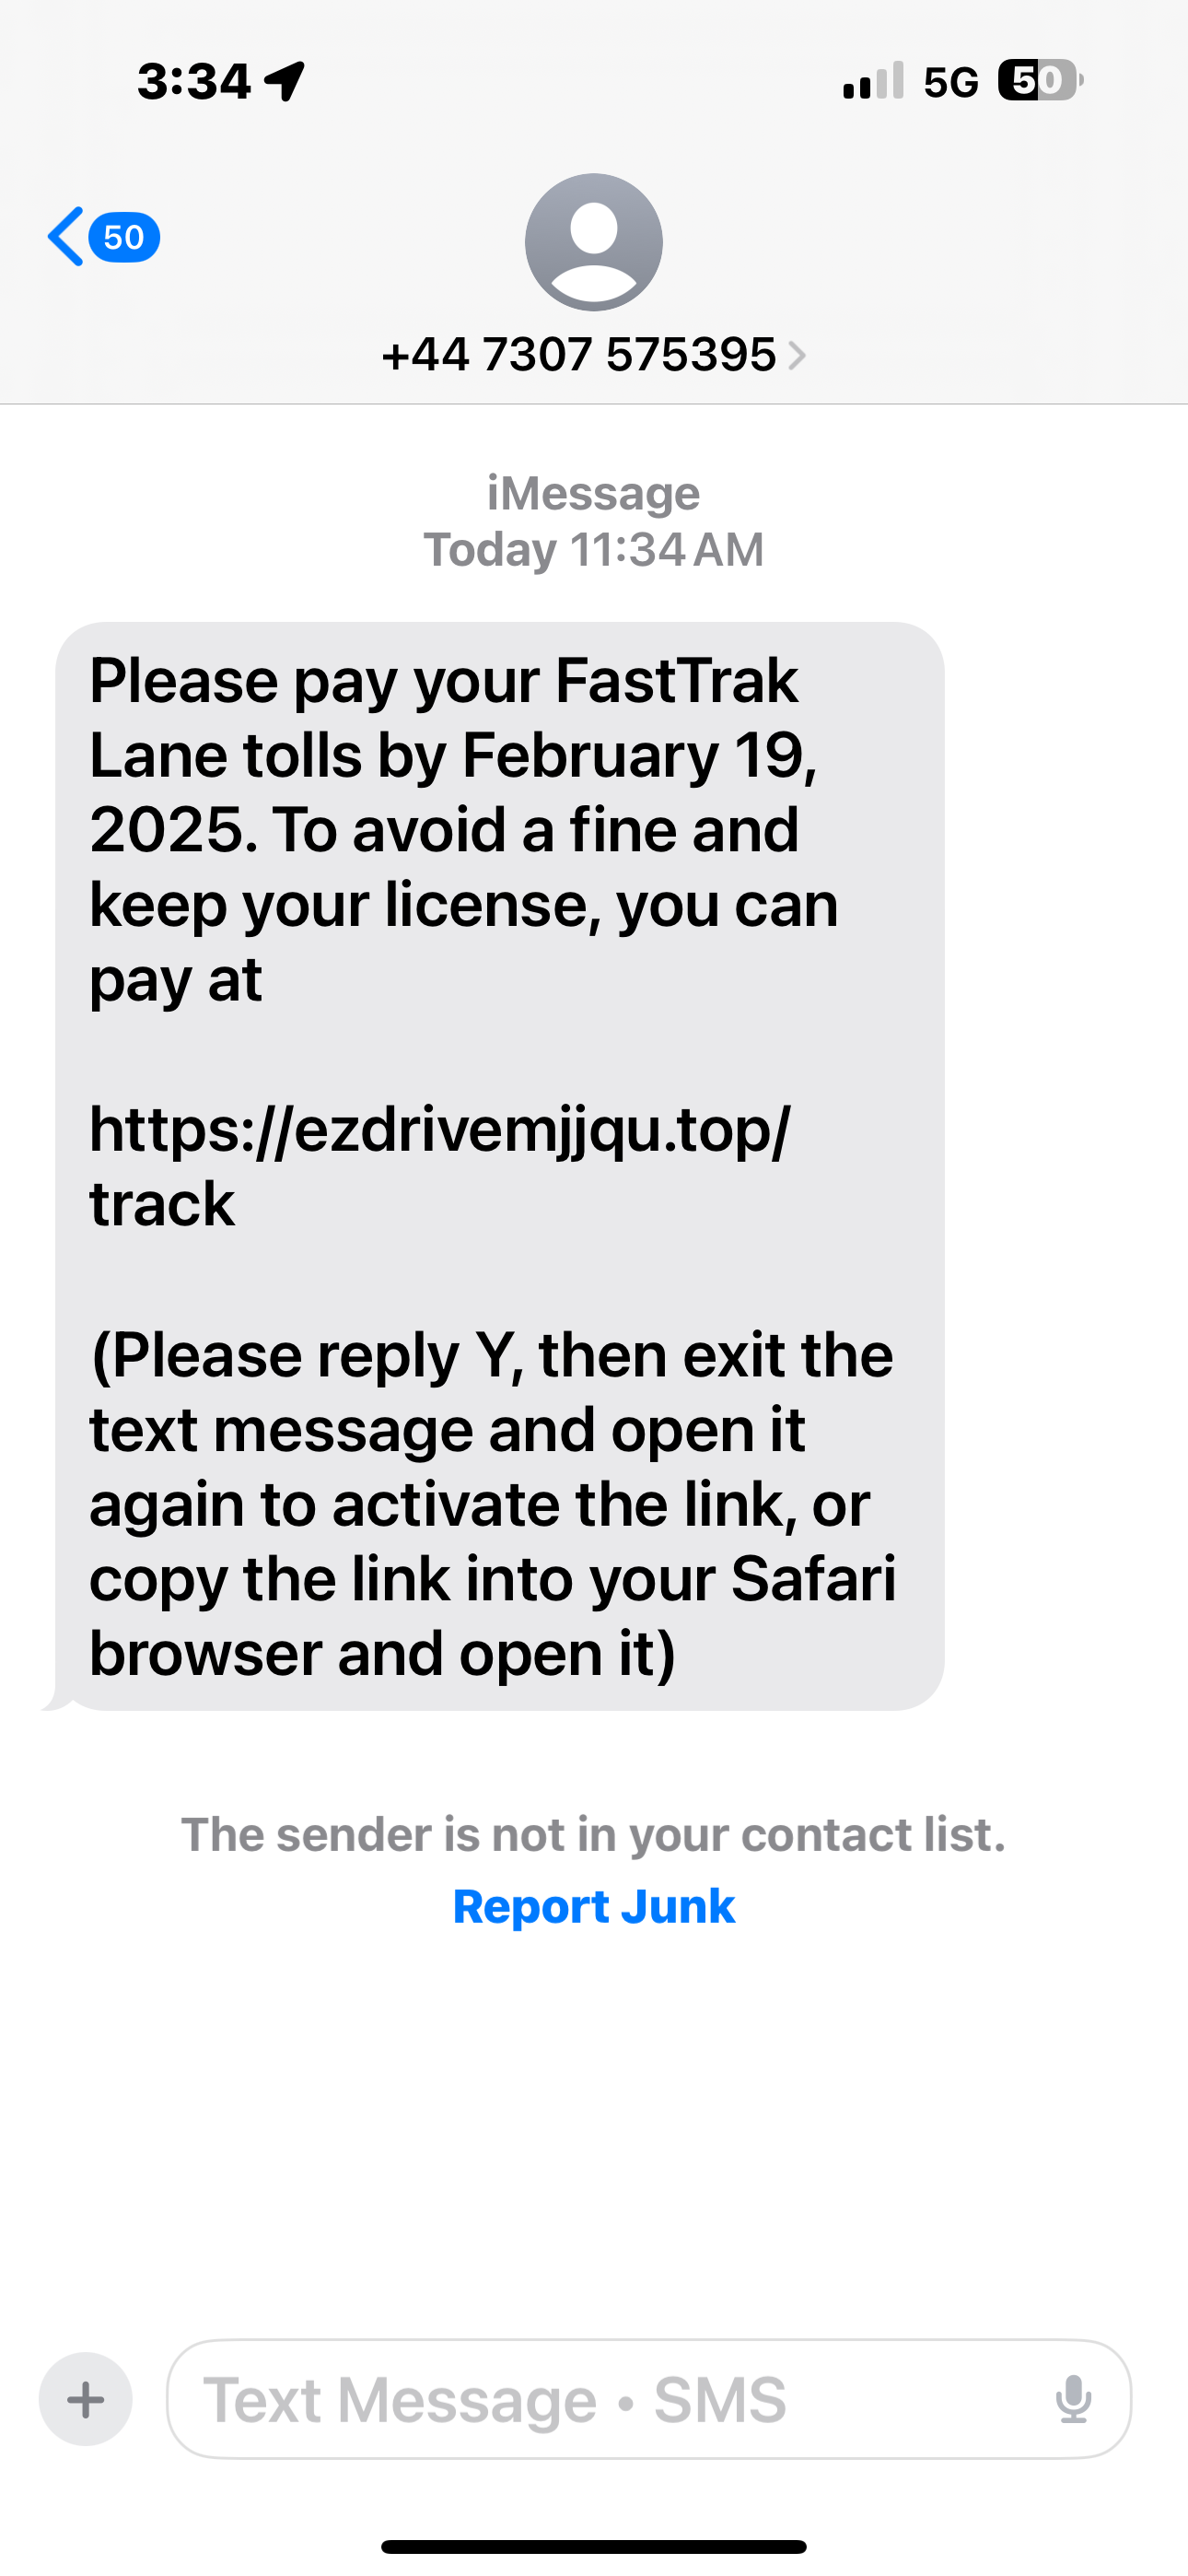 3:34
5G 50
50
+44 7307 575395
iMessage
Today 11:34 AM
Please pay your FastTrak
Lane tolls by February 19,
2025. To avoid a fine and
keep your license, you can
pay at
https://ezdrivemjjqu.top/
track
(Please reply Y, then exit the
text message and open it
again to activate the link, or
copy the link into your Safari
browser and open it)
The sender is not in your contact list.
Report Junk
Text Message • SMS